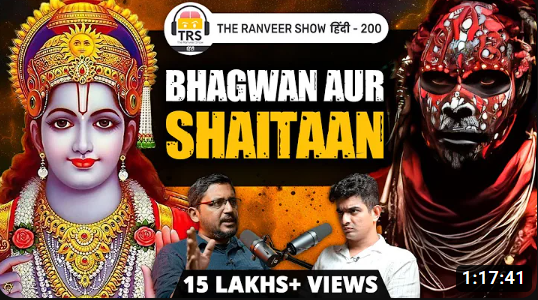 THE RANVEER SHOW हिंदी - 200
TRS
हिंदी
BHAGWAN AUR
SHAITAAN
15 LAKHS+ VIEWS
1:17:41